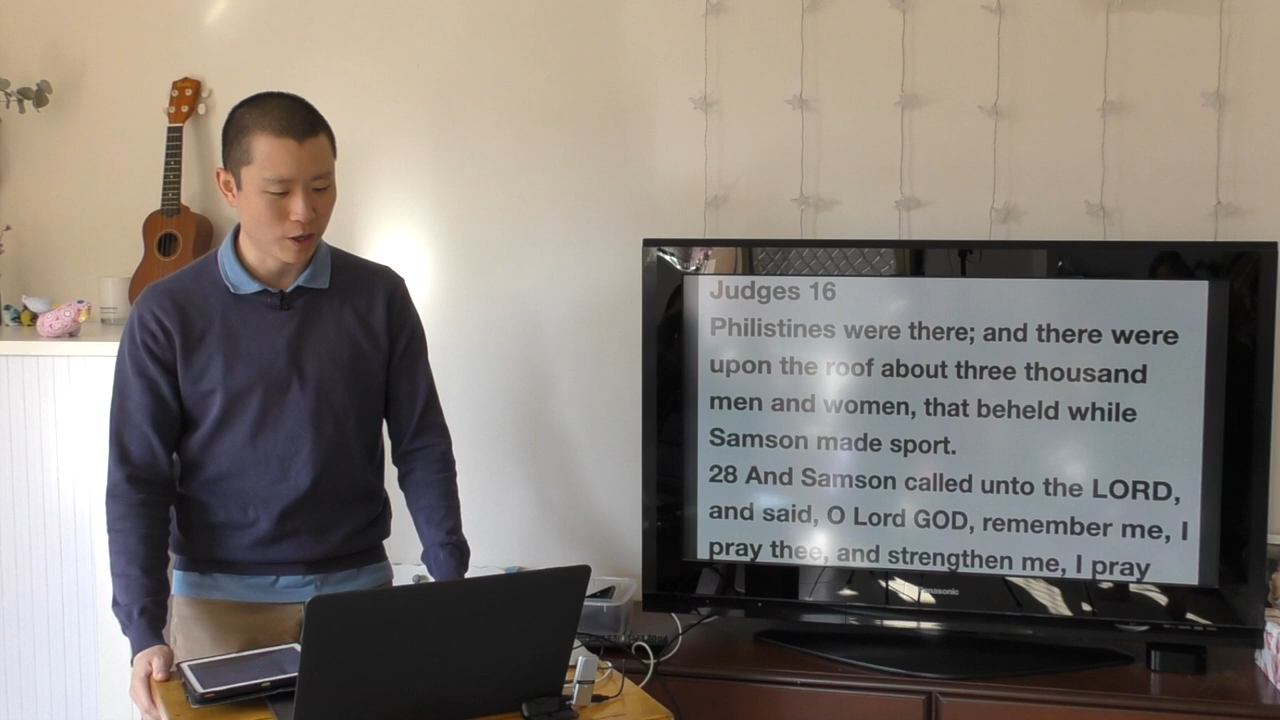 Judges 16
Philistines were there; and there were
upon the roof about three thousand
men and women, that beheld while
Samson made sport.
28 And Samson called unto the LORD,
and said, O Lord GOD, remember me, I
pray thee, and strengthen me, I pray
Panasonic